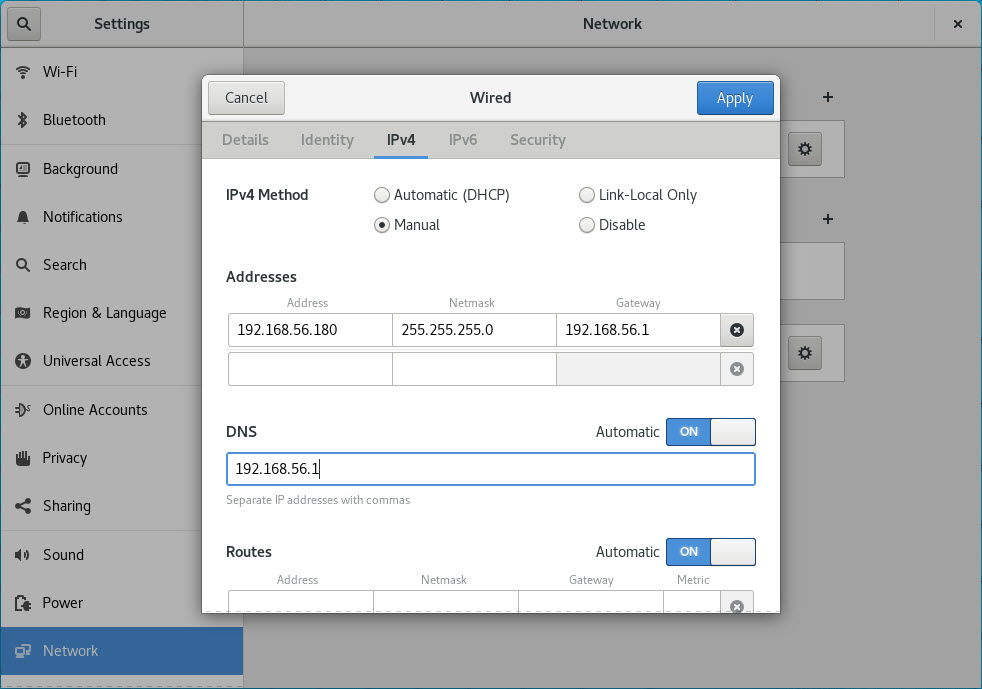 Settings
Network
Wi-Fi
Bluetooth
Background
Notifications
Search
Region & Language
Universal Access
Online Accounts
Privacy
Sharing
Sound
Power
Network
Cancel
Wired
Apply
Details Identity IPv4 IPv6 Security
IPv4 Method
Automatic (DHCP)
Link-Local Only
Manual
Disable
Addresses
Address Netmask Gateway
192.168.56.180 255.255.255.0 192.168.56.1
DNS
Automatic ON
192.168.56.1
Separate IP addresses with commas
Routes
Automatic ON
Address Netmask Gateway Metric